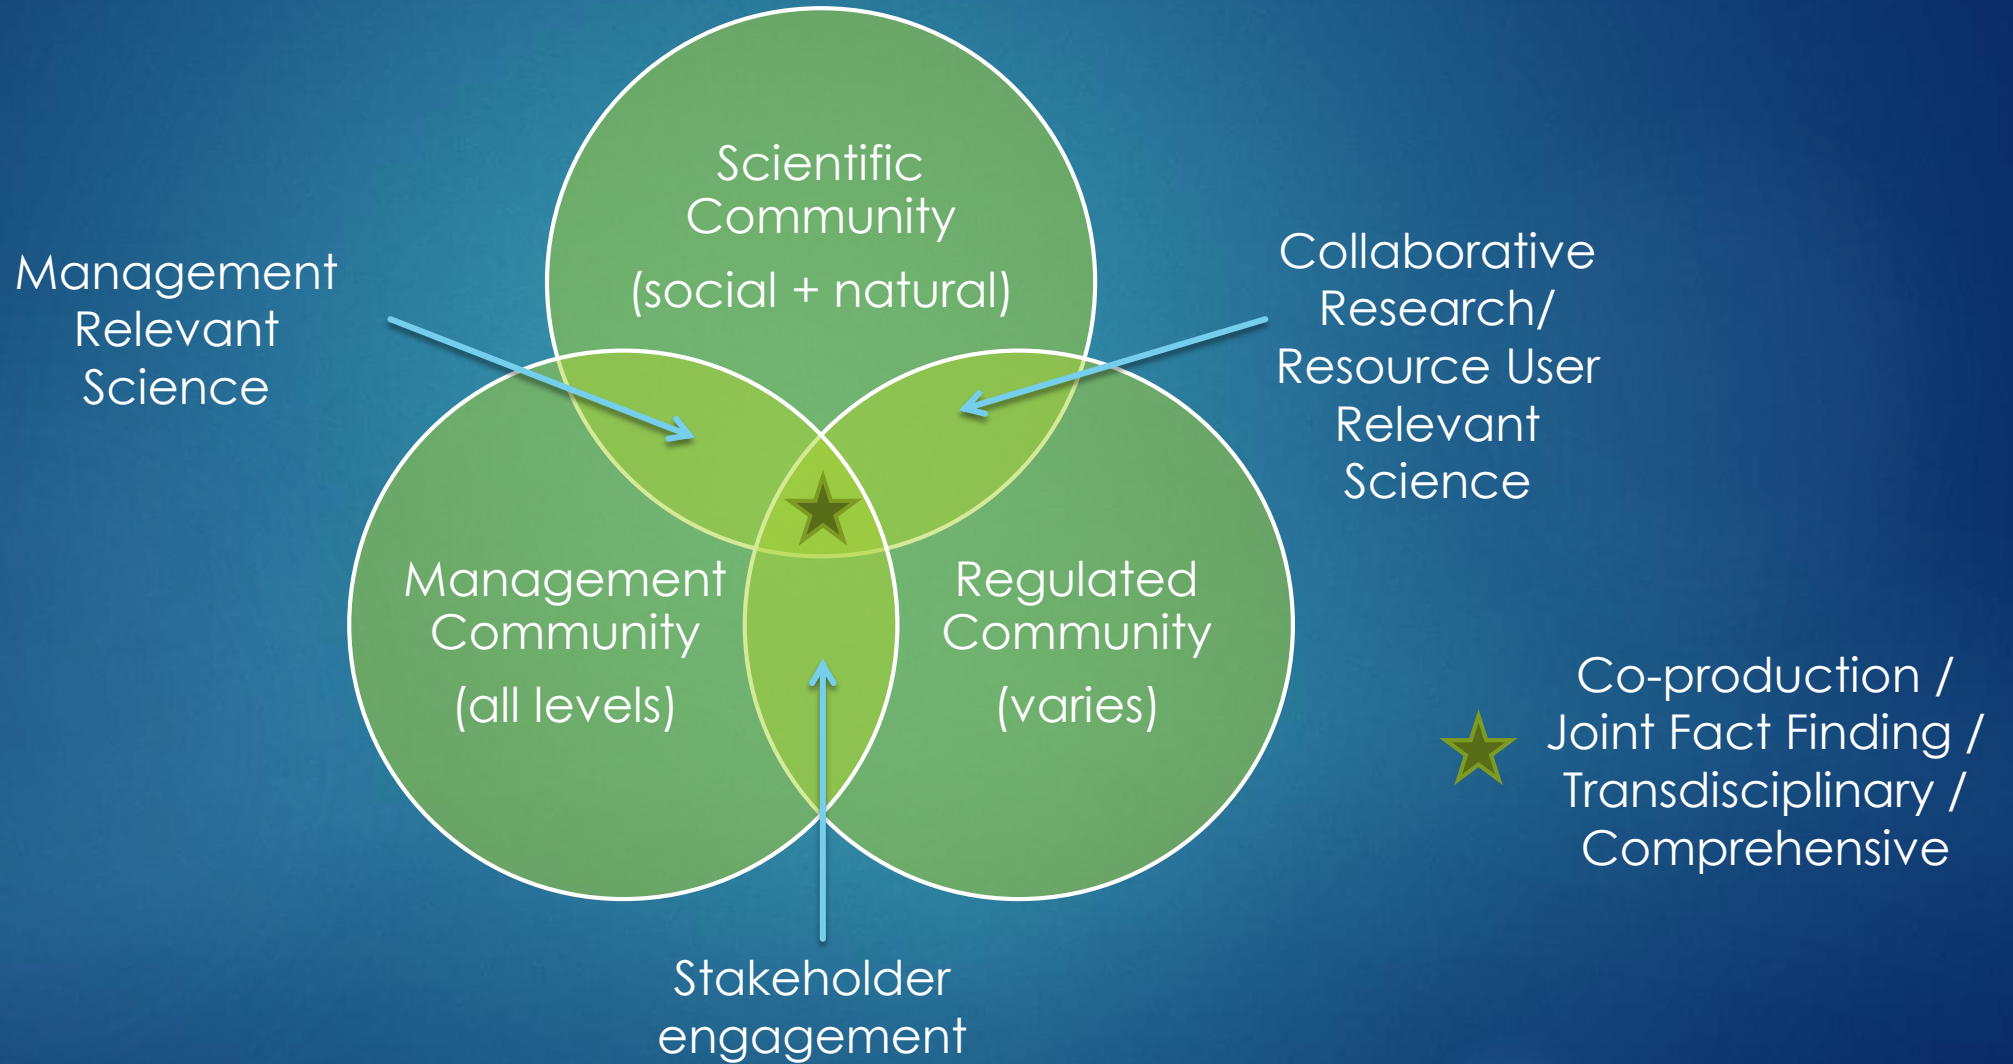 Scientific
Community
(social + natural)
Management
Relevant
Science
Collaborative
Research/
Resource User
Relevant
Science
Management
Community
(all levels)
Regulated
Community
(varies)
Co-production /
Joint Fact Finding /
Transdisciplinary /
Comprehensive
Stakeholder
engagement